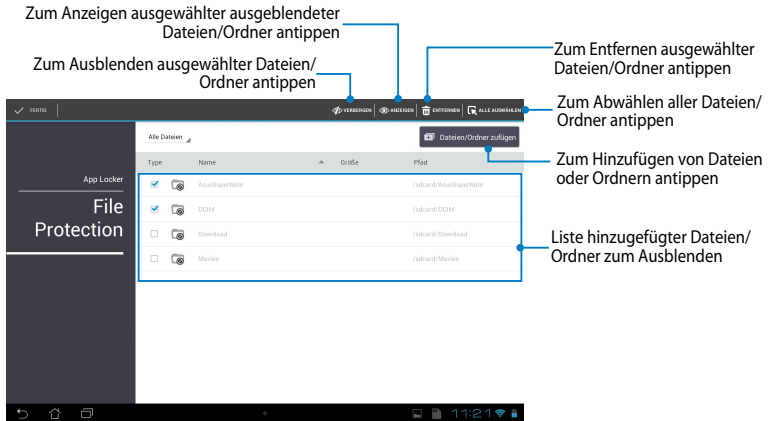 Zum Anzeigen ausgewählter ausgeblendeter
Dateien/Ordner antippen
Zum Ausblenden ausgewählter Dateien/
Ordner antippen
Zum Entfernen ausgewählter
Dateien/Ordner antippen
FERTIG
VERBERGEN
ANZEIGEN
ENTFERNEN
ALLE AUSWÄHLEN
Zum Abwählen aller Dateien/
Ordner antippen
Alle Dateien
Dateien/Ordner zufügen
Zum Hinzufügen von Dateien
oder Ordnern antippen
Type Name Größe Pfad
App Locker
File
Protection
AsusSuperNote /sdcard/AsusSuperNote
DCIM /sdcard/DCIM
Download /sdcard/Download
Movies /sdcard/Movies
Liste hinzugefügter Dateien/
Ordner zum Ausblenden
11:21